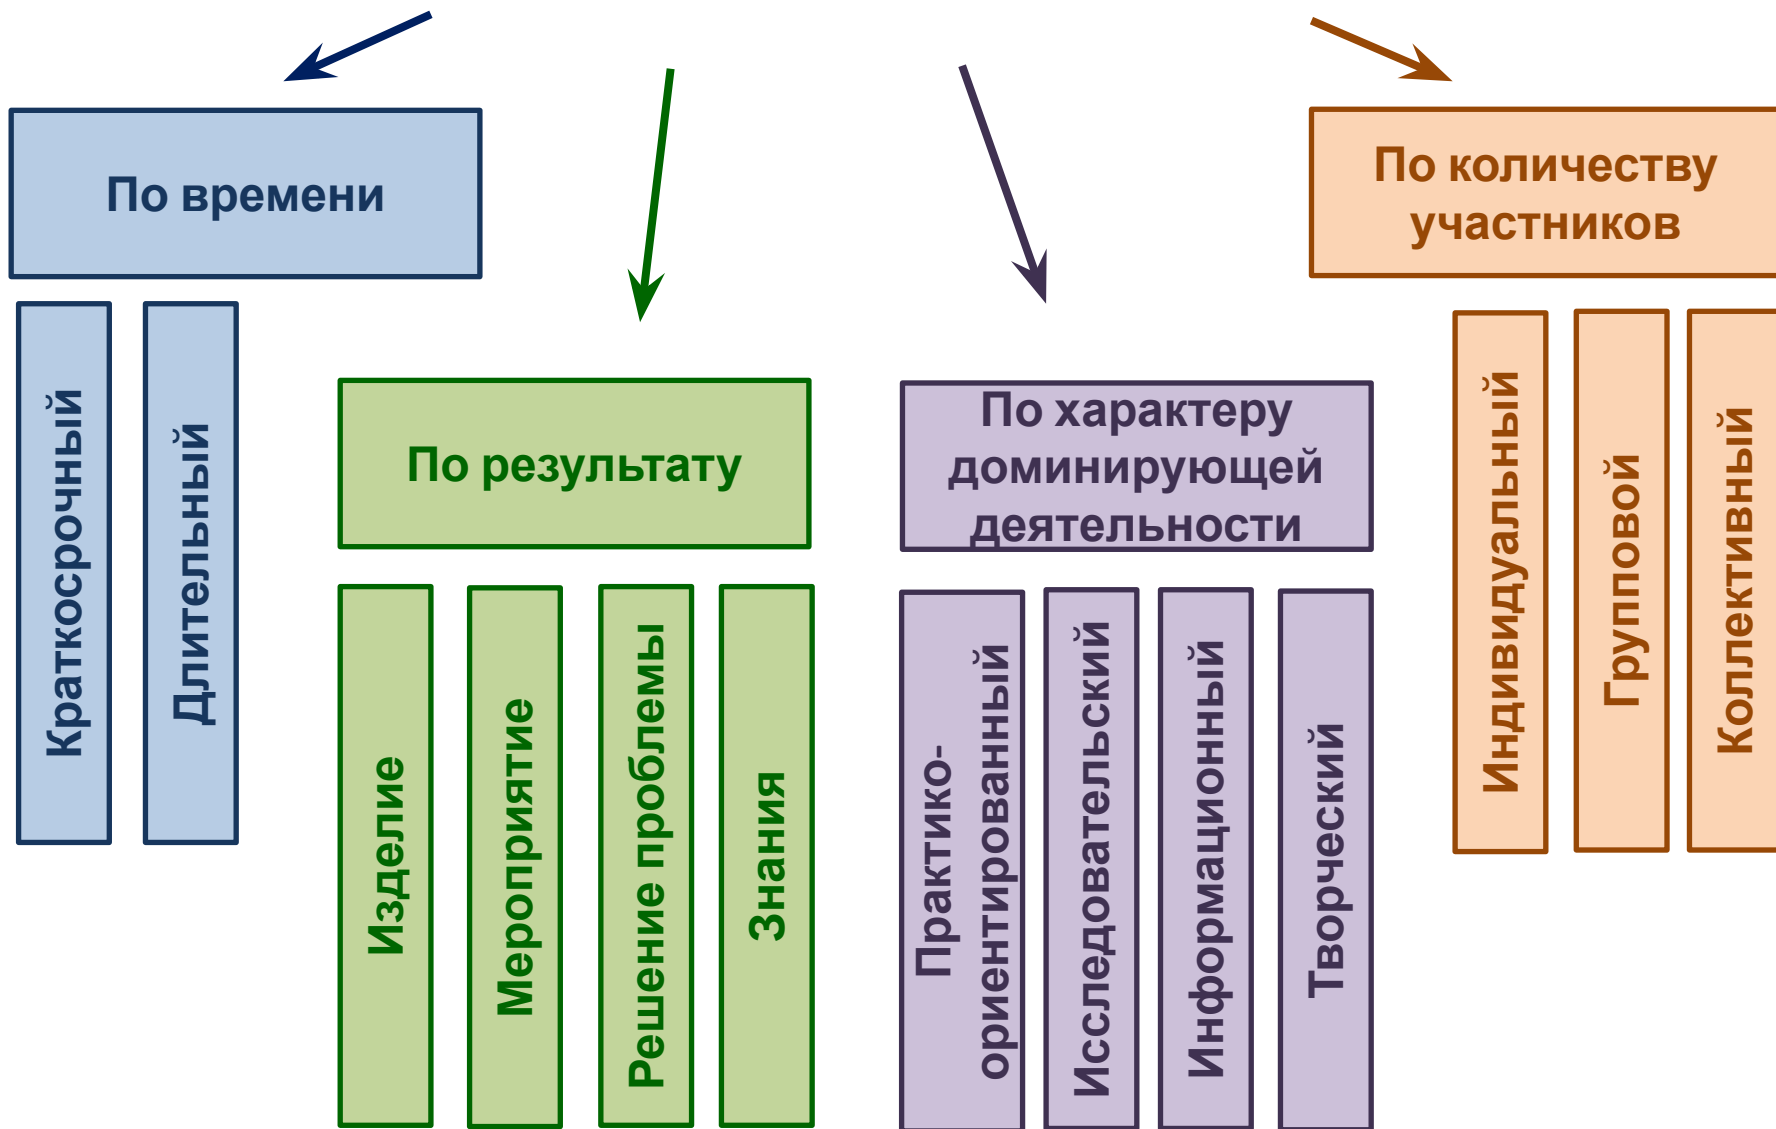 По времени
Краткосрочный
Длительный
По результату
Изделие
Мероприятие
Решение проблемы
Знания
По характеру
доминирующей
деятельности
Практико-
ориентированный
Исследовательский
Информационный
Творческий
По количеству
участников
Индивидуальный
Групповой
Коллективный